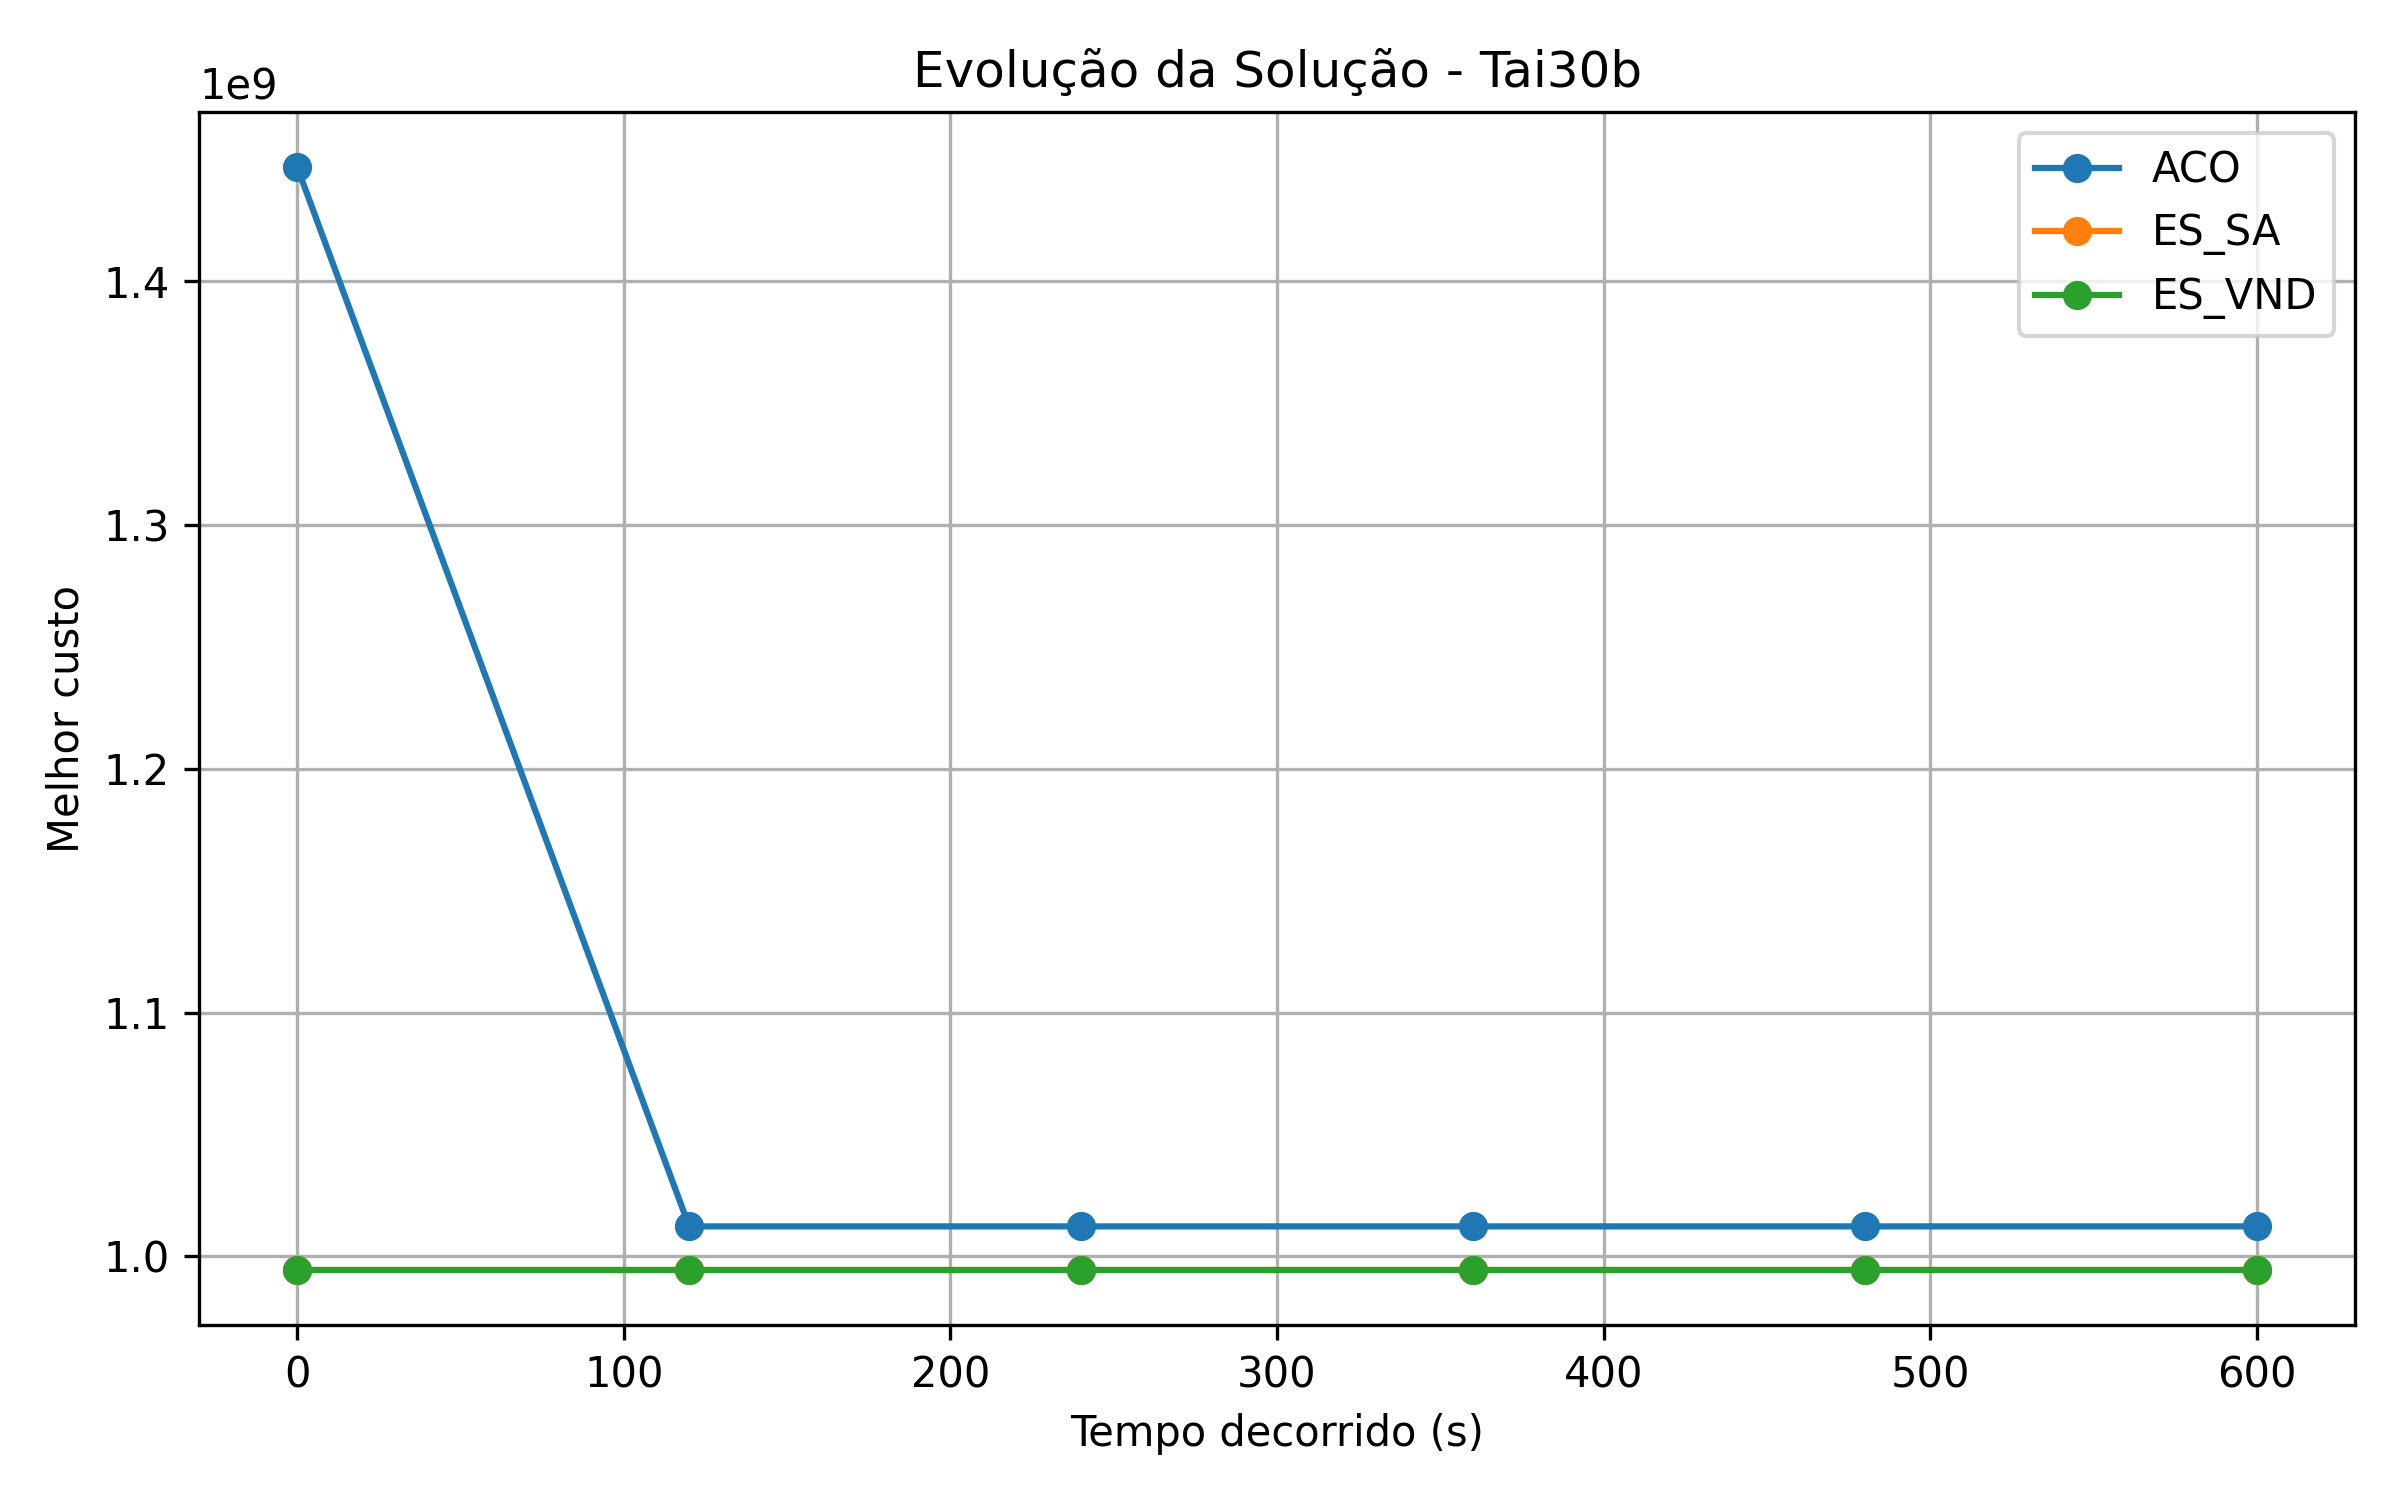 Evolução da Solução - Tai30b
1e9
ACO
ES_SA
ES_VND
1.4
1.3
1.2
1.1
1.0
Melhor custo
0 100 200 300 400 500 600
Tempo decorrido (s)